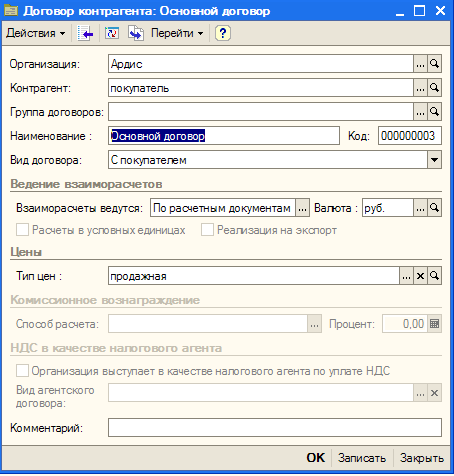 Договор контрагента: Основной договор
Действия Перейти ?
Организация: Ардис ...
Контрагент: покупатель ...
Группа договоров: ...
Наименование : Основной договор Код: 000000003
Вид договора: С покупателем
Ведение взаиморасчетов
Взаиморасчеты ведутся: По расчетным документам ... Валюта : руб. ...
Расчеты в условных единицах Реализация на экспорт
Цены
Тип цен : продажная ... ×
Комиссионное вознаграждение
Способ расчета: ... Процент: 0,00
НДС в качестве налогового агента
Организация выступает в качестве налогового агента по уплате НДС
Вид агентского
договора: ... ×
Комментарий:
OK Записать Закрыть